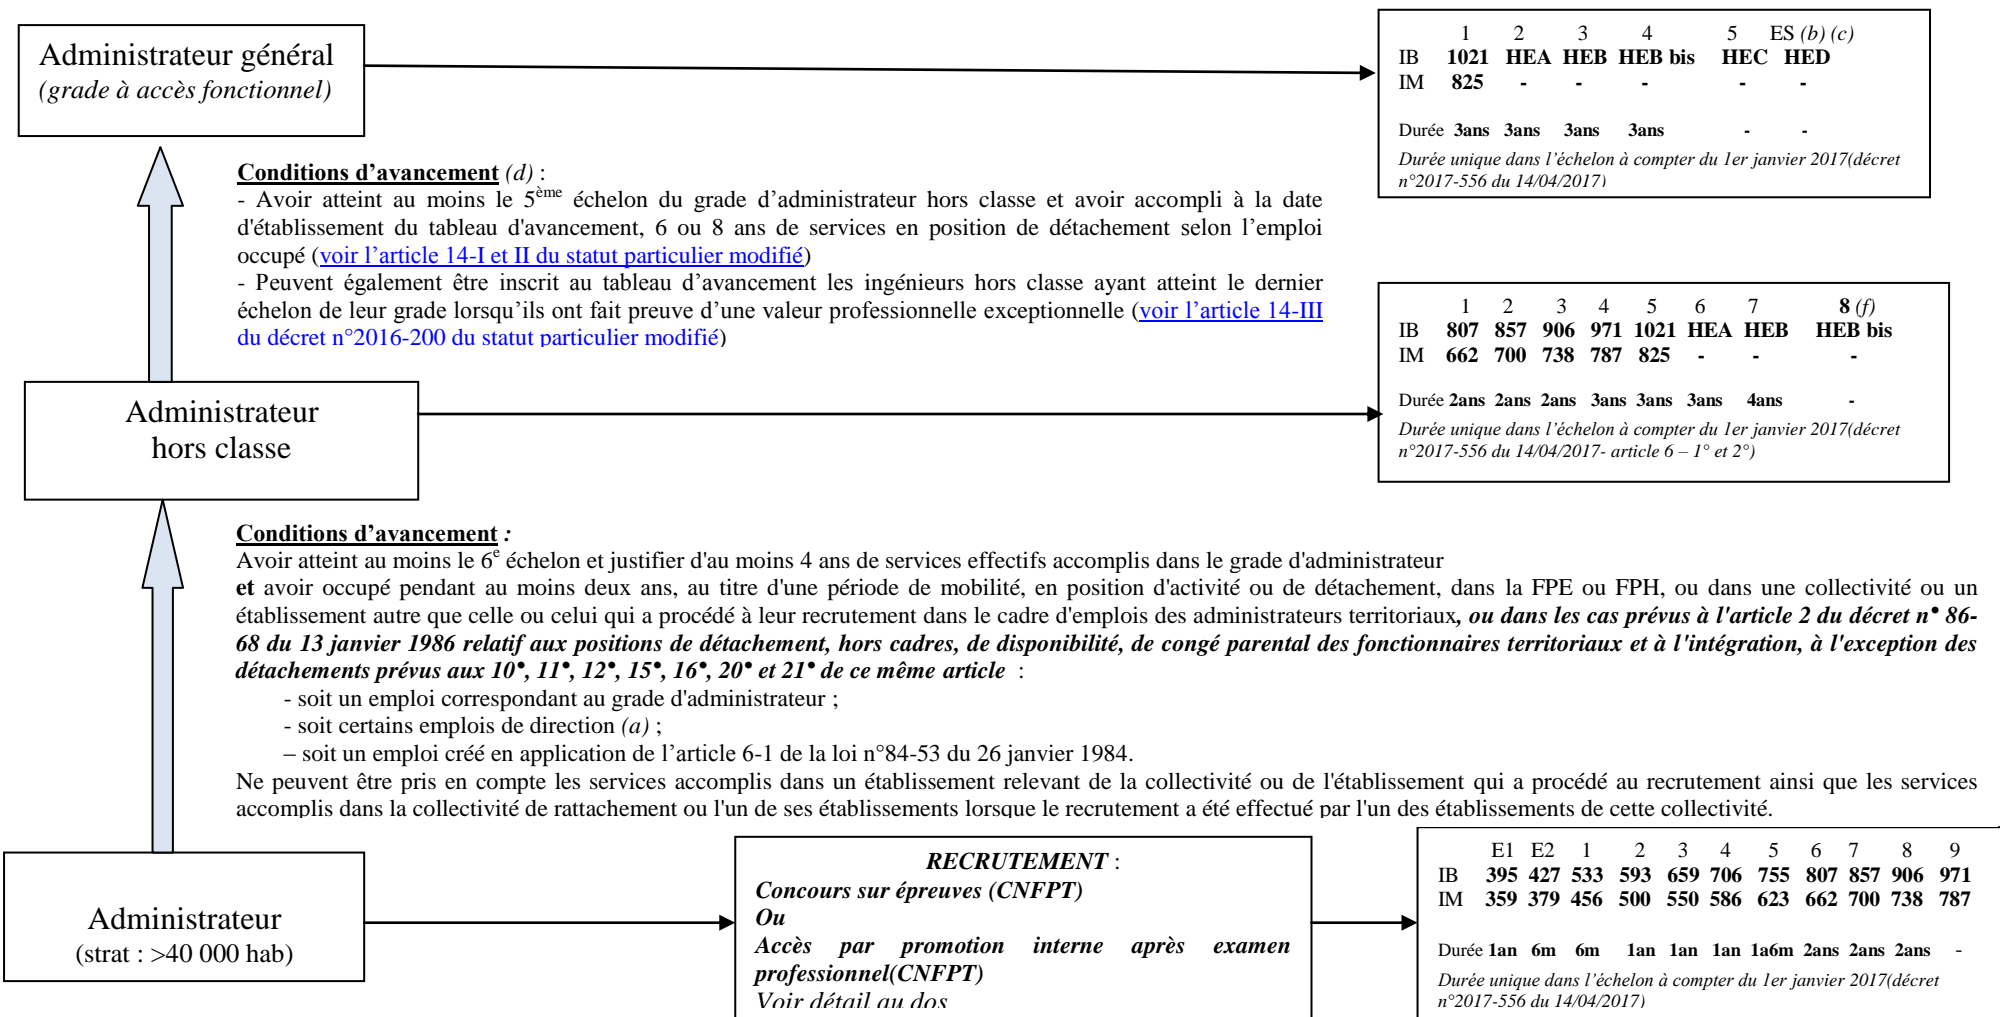 Administrateur général
(grade à accès fonctionnel)
1 2 3 4 5 ES (b) (c)
IB 1021 HEA HEB HEB bis HEC HED
IM 825 - - - - -
Durée 3ans 3ans 3ans 3ans - -
Durée unique dans l’échelon à compter du 1er janvier 2017(décret
n°2017-556 du 14/04/2017)
Conditions d’avancement (d) :
- Avoir atteint au moins le 5ème échelon du grade d’administrateur hors classe et avoir accompli à la date
d'établissement du tableau d'avancement, 6 ou 8 ans de services en position de détachement selon l’emploi
occupé (voir l’article 14-I et II du statut particulier modifié)
- Peuvent également être inscrit au tableau d’avancement les ingénieurs hors classe ayant atteint le dernier
échelon de leur grade lorsqu’ils ont fait preuve d’une valeur professionnelle exceptionnelle (voir l’article 14-III
du décret n°2016-200 du statut particulier modifié)
1 2 3 4 5 6 7 8 (f)
IB 807 857 906 971 1021 HEA HEB HEB bis
IM 662 700 738 787 825 - - -
Durée 2ans 2ans 2ans 3ans 3ans 3ans 4ans -
Durée unique dans l’échelon à compter du 1er janvier 2017(décret
n°2017-556 du 14/04/2017- article 6 – 1° et 2°)
Administrateur
hors classe
Conditions d’avancement :
Avoir atteint au moins le 6e échelon et justifier d'au moins 4 ans de services effectifs accomplis dans le grade d'administrateur
et avoir occupé pendant au moins deux ans, au titre d'une période de mobilité, en position d'activité ou de détachement, dans la FPE ou FPH, ou dans une collectivité ou un
établissement autre que celle ou celui qui a procédé à leur recrutement dans le cadre d'emplois des administrateurs territoriaux, ou dans les cas prévus à l'article 2 du décret n• 86-
68 du 13 janvier 1986 relatif aux positions de détachement, hors cadres, de disponibilité, de congé parental des fonctionnaires territoriaux et à l'intégration, à l'exception des
détachements prévus aux 10•, 11•, 12•, 15•, 16•, 20• et 21• de ce même article :
- soit un emploi correspondant au grade d'administrateur ;
- soit certains emplois de direction (a) ;
– soit un emploi créé en application de l’article 6-1 de la loi n°84-53 du 26 janvier 1984.
Ne peuvent être pris en compte les services accomplis dans un établissement relevant de la collectivité ou de l'établissement qui a procédé au recrutement ainsi que les services
accomplis dans la collectivité de rattachement ou l'un de ses établissements lorsque le recrutement a été effectué par l'un des établissements de cette collectivité.
Administrateur
(strat : >40 000 hab)
RECRUTEMENT :
Concours sur épreuves (CNFPT)
Ou
Accès par promotion interne après examen
professionnel(CNFPT)
Voir détail au dos
E1 E2 1 2 3 4 5 6 7 8 9
IB 395 427 533 593 659 706 755 807 857 906 971
IM 359 379 456 500 550 586 623 662 700 738 787
Durée 1an 6m 6m 1an 1an 1an 1a6m 2ans 2ans 2ans -
Durée unique dans l’échelon à compter du 1er janvier 2017(décret
n°2017-556 du 14/04/2017)